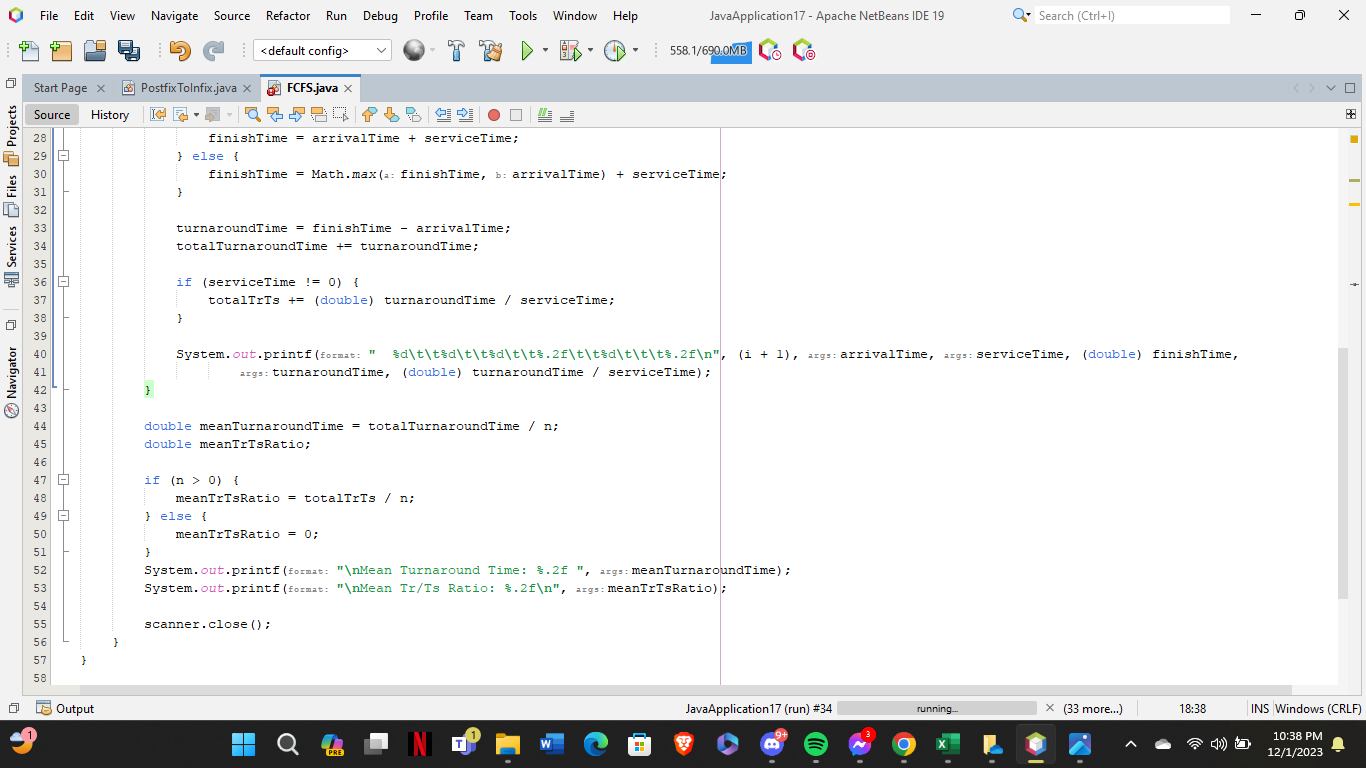 File Edit View Navigate Source Refactor Run Debug Profile Team Tools Window Help JavaApplication17 - Apache NetBeans IDE 19 Search (Ctrl+I)
<default config> 558.1/690.0MB
Start Page PostfixToInfix.java FCFS.java
Source History
Projects
Files
Services
Navigator
28 finishTime = arrivalTime + serviceTime;
29 } else {
30 finishTime = Math.max(a: finishTime, b: arrivalTime) + serviceTime;
31 }
32
33 turnaroundTime = finishTime - arrivalTime;
34 totalTurnaroundTime += turnaroundTime;
35
36 if (serviceTime != 0) {
37 totalTrTs += (double) turnaroundTime / serviceTime;
38 }
39
40 System.out.printf(format: "  %d\t\t%d\t\t%d\t\t%.2f\t\t%d\t\t\t%.2f\n", (i + 1), args: arrivalTime, args: serviceTime, (double) finishTime,
41 args: turnaroundTime, (double) turnaroundTime / serviceTime);
42 }
43
44 double meanTurnaroundTime = totalTurnaroundTime / n;
45 double meanTrTsRatio;
46
47 if (n > 0) {
48 meanTrTsRatio = totalTrTs / n;
49 } else {
50 meanTrTsRatio = 0;
51 }
52 System.out.printf(format: "\nMean Turnaround Time: %.2f ", args: meanTurnaroundTime);
53 System.out.printf(format: "\nMean Tr/Ts Ratio: %.2f\n", args: meanTrTsRatio);
54
55 scanner.close();
56 }
57 }
58
Output JavaApplication17 (run) #34 running... (33 more...) 18:38 INS Windows (CRLF)
1 PRE 1 9+ 3 10:38 PM
12/1/2023